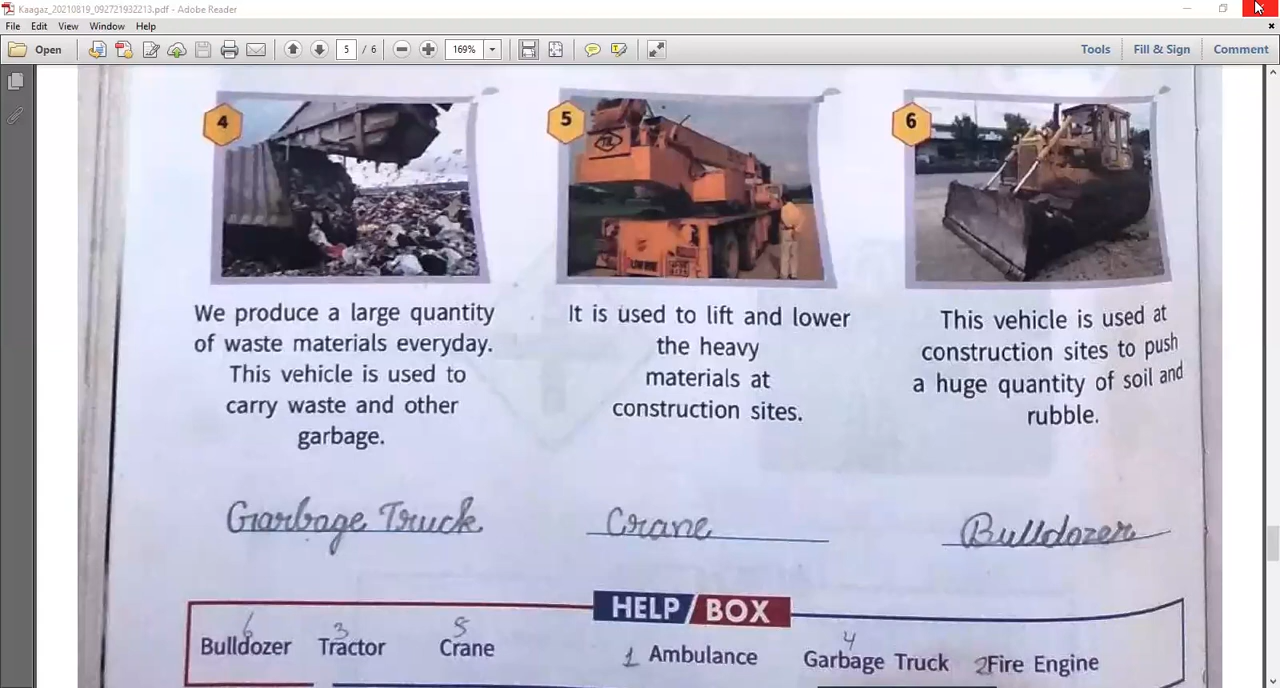 Kaagaz_20210819_092721932213.pdf - Adobe Reader
File Edit View Window Help
Open 5 / 6 169% Tools Fill & Sign Comment
4
5
6
We produce a large quantity
of waste materials everyday.
This vehicle is used to
carry waste and other
garbage.
It is used to lift and lower
the heavy
materials at
construction sites.
This vehicle is used at
construction sites to push
a huge quantity of soil and
rubble.
Garbage Truck
Crane
Bulldozer
HELP/BOX
6 3 5 4
Bulldozer Tractor Crane 1 Ambulance Garbage Truck 2 Fire Engine